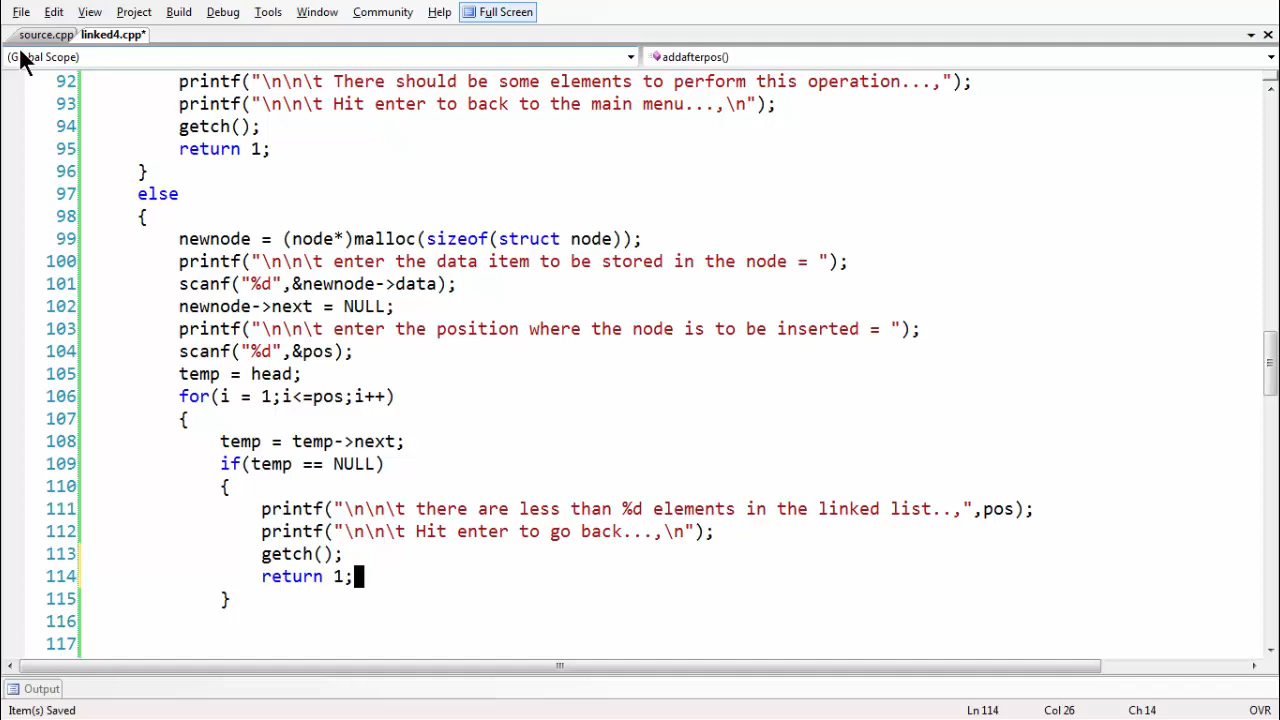 File Edit View Project Build Debug Tools Window Community Help Full Screen
source.cpp linked4.cpp*
(Global Scope) addafterpos()
92 printf("\n\n\t There should be some elements to perform this operation...,");
93 printf("\n\n\t Hit enter to back to the main menu...,\n");
94 getch();
95 return 1;
96 }
97 else
98 {
99 newnode = (node*)malloc(sizeof(struct node));
100 printf("\n\n\t enter the data item to be stored in the node = ");
101 scanf("%d",&newnode->data);
102 newnode->next = NULL;
103 printf("\n\n\t enter the position where the node is to be inserted = ");
104 scanf("%d",&pos);
105 temp = head;
106 for(i = 1;i<=pos;i++)
107 {
108 temp = temp->next;
109 if(temp == NULL)
110 {
111 printf("\n\n\t there are less than %d elements in the linked list..,",pos);
112 printf("\n\n\t Hit enter to go back...,\n");
113 getch();
114 return 1;
115 }
116
117
Output
Item(s) Saved Ln 114 Col 26 Ch 14 OVR